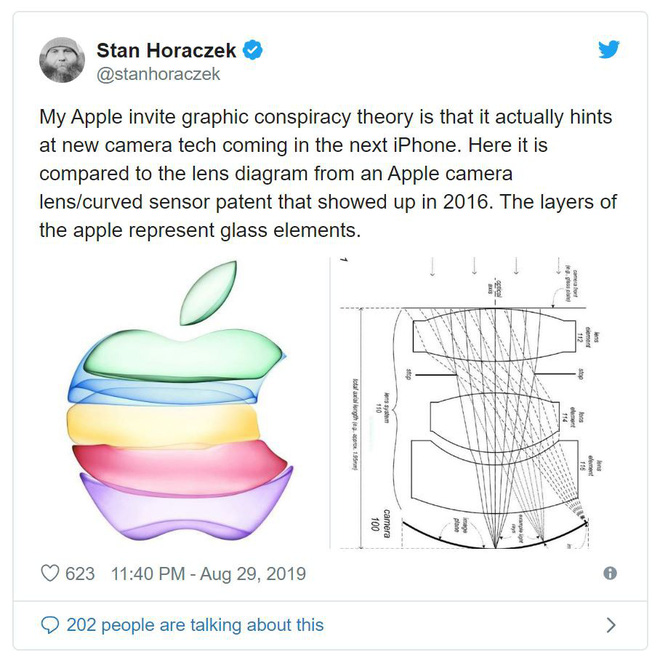 Stan Horaczek
@stanhoraczek
My Apple invite graphic conspiracy theory is that it actually hints
at new camera tech coming in the next iPhone. Here it is
compared to the lens diagram from an Apple camera
lens/curved sensor patent that showed up in 2016. The layers of
the apple represent glass elements.
optical
axis
camera front
(e.g., glass plate)
lens
element
112
stop
stop
lens
element
114
lens system
110
total axial length (e.g., approx. 1.95mm)
lens
element
116
camera
100
image
plane
example light
rays
623 11:40 PM - Aug 29, 2019
202 people are talking about this